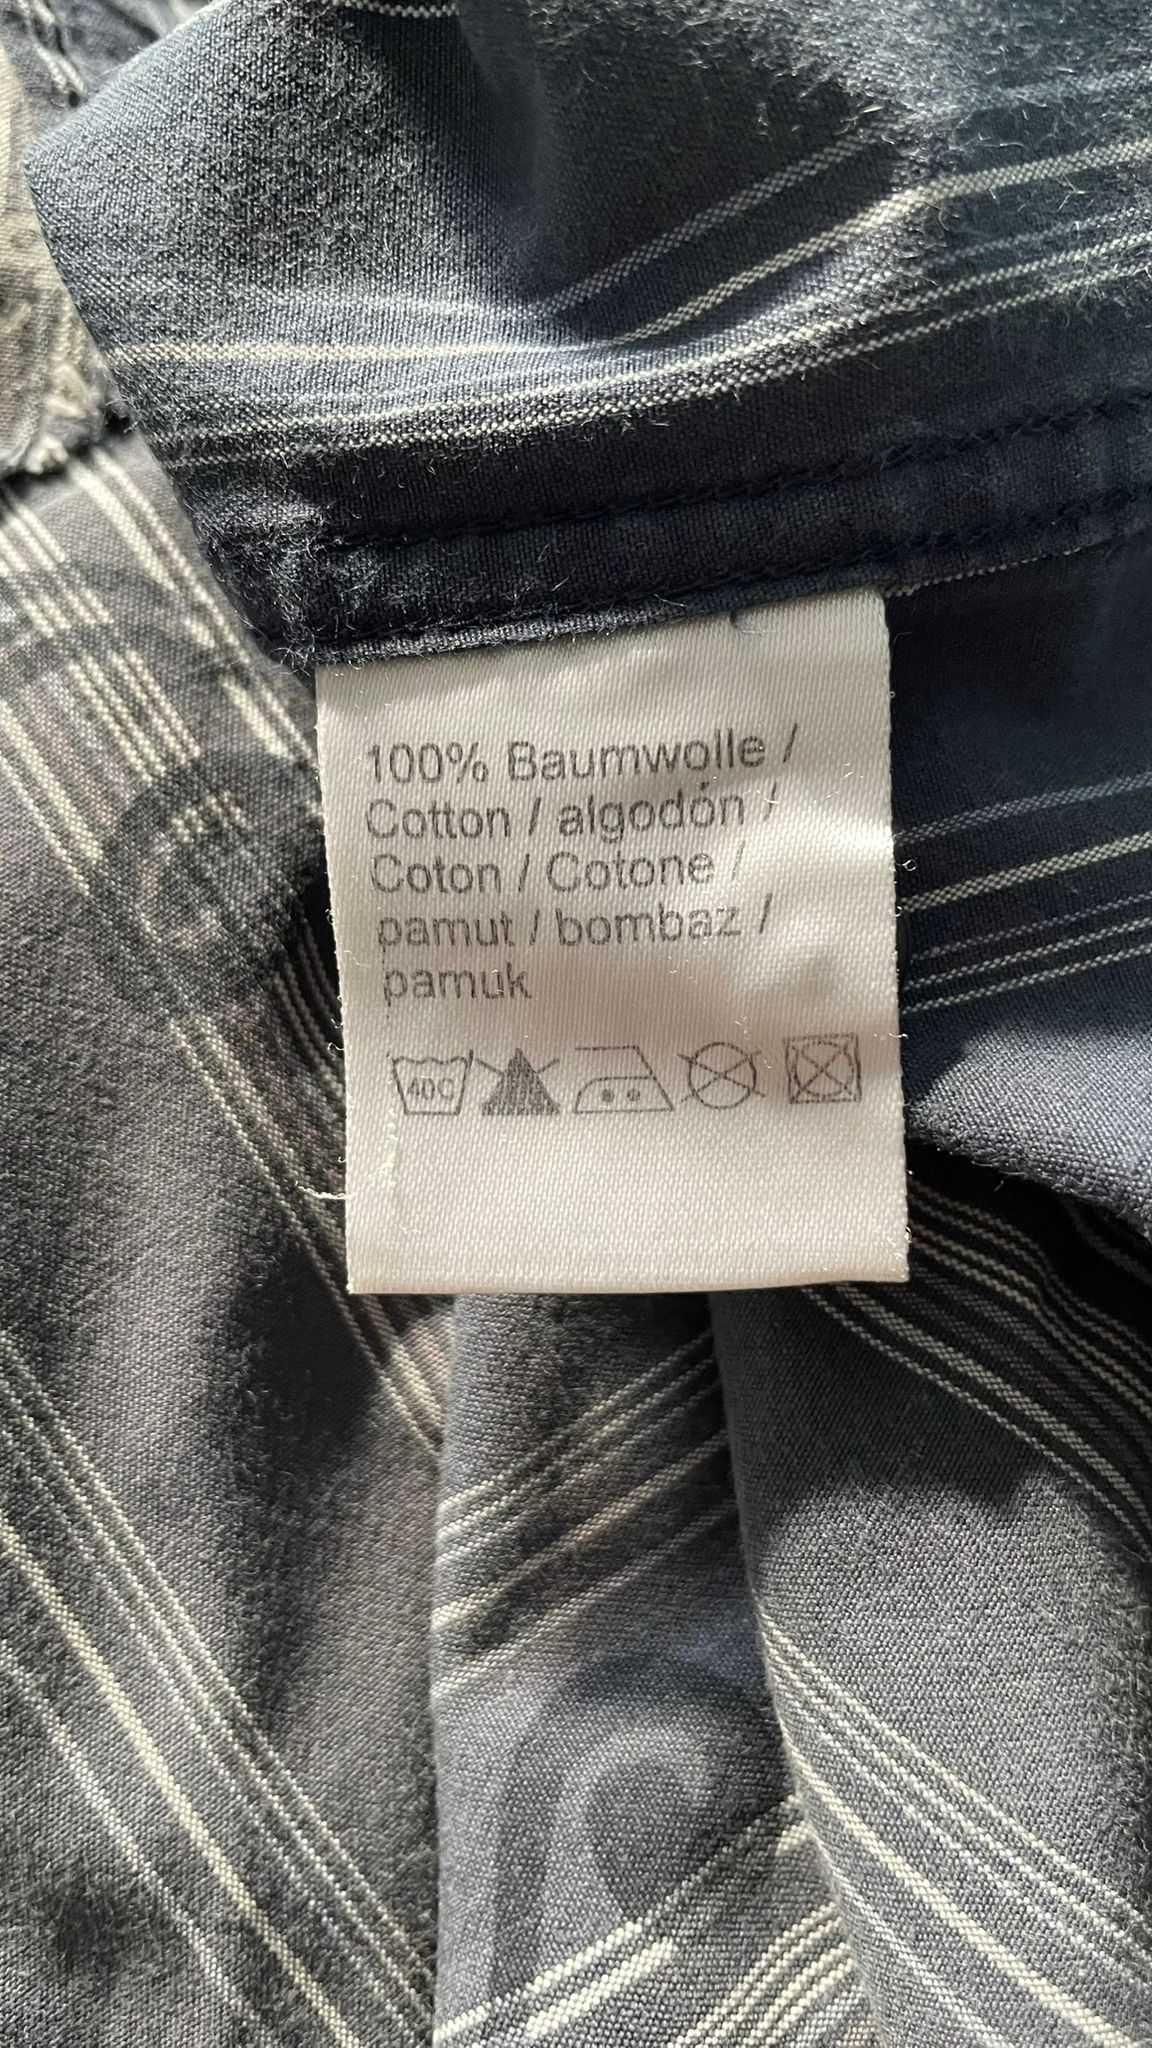 100% Baumwolle /
Cotton / algodón /
Coton / Cotone /
pamut / bombaz /
pamuk
40C